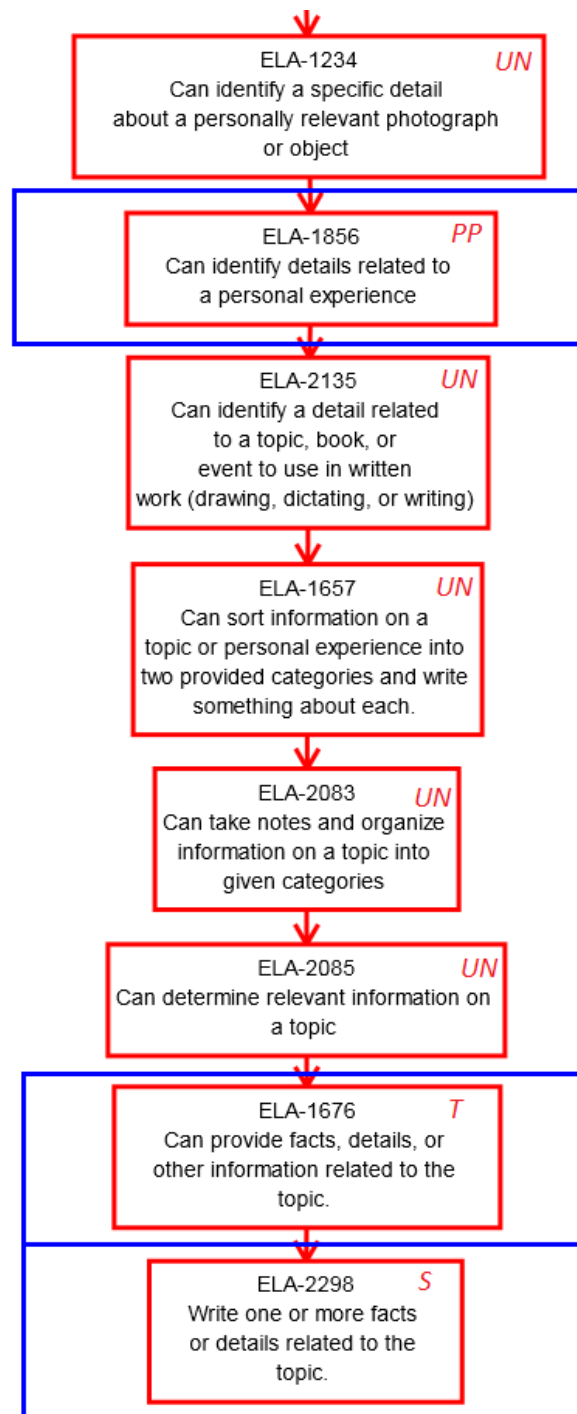 ELA-1234 UN
Can identify a specific detail
about a personally relevant photograph
or object
ELA-1856 PP
Can identify details related to
a personal experience
ELA-2135 UN
Can identify a detail related
to a topic, book, or
event to use in written
work (drawing, dictating, or writing)
ELA-1657 UN
Can sort information on a
topic or personal experience into
two provided categories and write
something about each.
ELA-2083 UN
Can take notes and organize
information on a topic into
given categories
ELA-2085 UN
Can determine relevant information on
a topic
ELA-1676 T
Can provide facts, details, or
other information related to the
topic.
ELA-2298 S
Write one or more facts
or details related to the
topic.